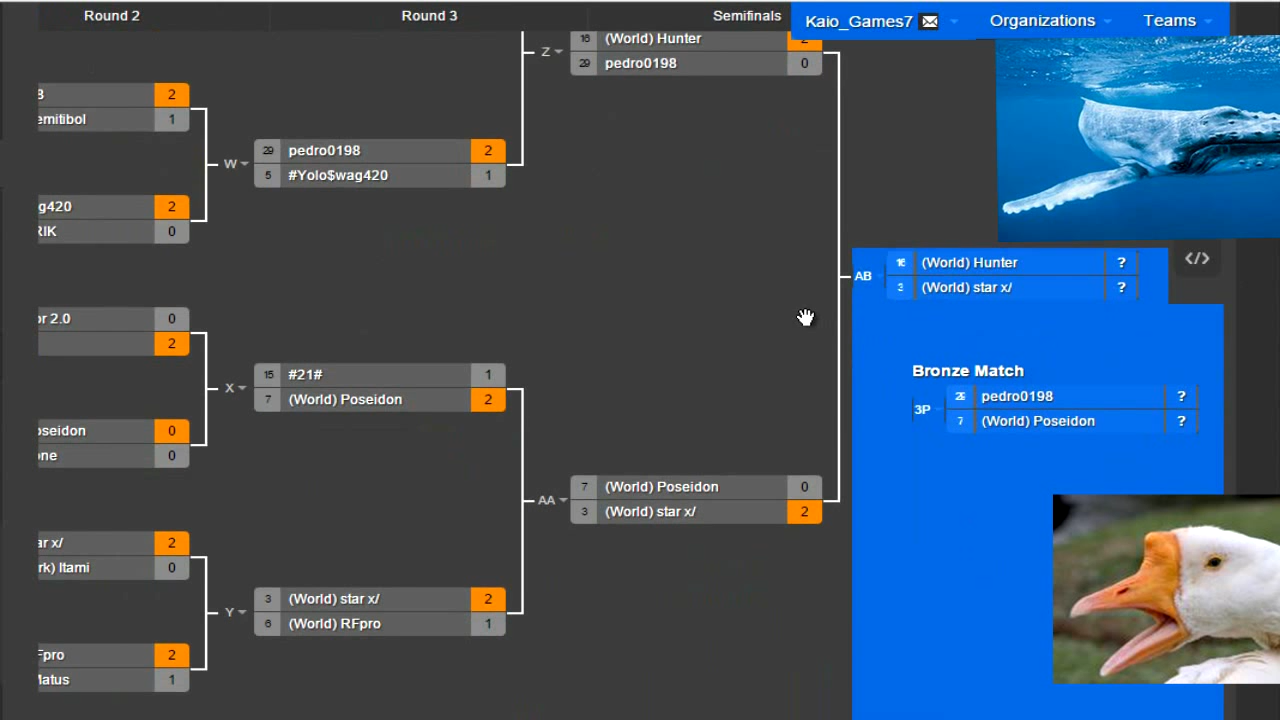 Round 2
Round 3
Semifinals
Kaio_Games7
Organizations
Teams
Z
16 (World) Hunter 2
29 pedro0198 0
B 2
emitibol 1
W
29 pedro0198 2
5 #Yolo$wag420 1
g420 2
RIK 0
AB
16 (World) Hunter ?
3 (World) star x/ ?
</>
or 2.0 0
2
X
15 #21# 1
7 (World) Poseidon 2
Bronze Match
3P
pedro0198 ?
7 (World) Poseidon ?
oseidon 0
one 0
AA
7 (World) Poseidon 0
3 (World) star x/ 2
ar x/ 2
rk) Itami 0
Y
3 (World) star x/ 2
6 (World) RFpro 1
Fpro 2
Matus 1